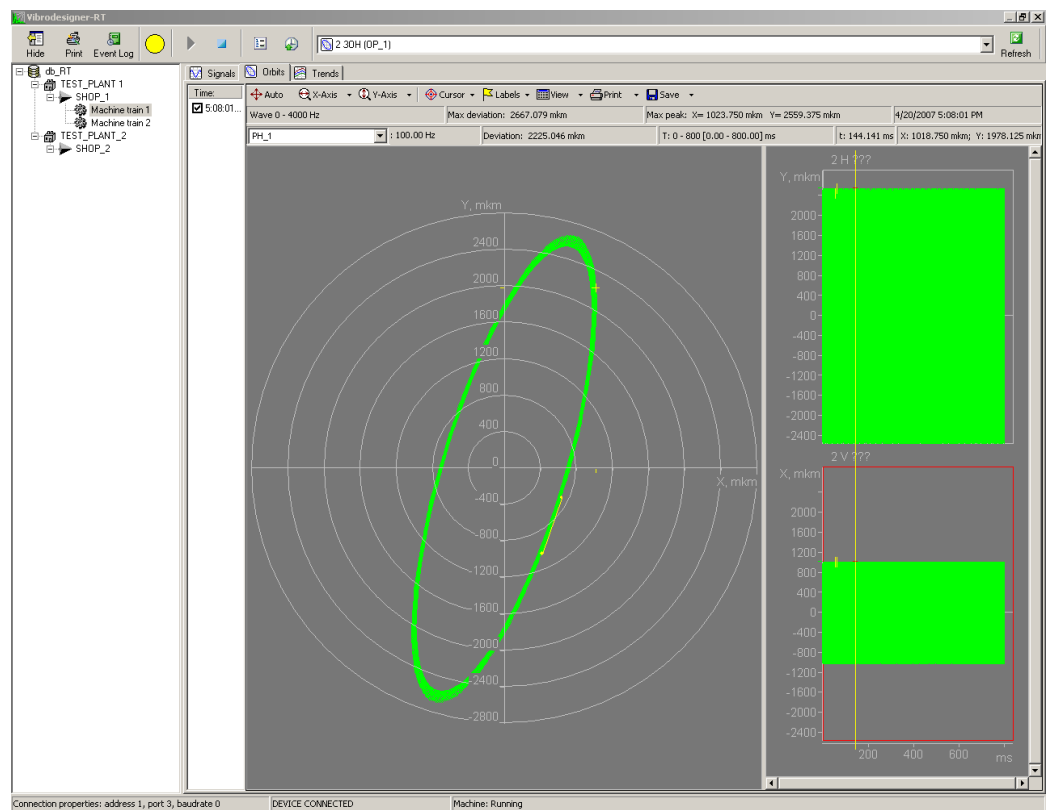 Vibrodesigner-RT
Hide Print Event Log 2 30H (OP_1) Refresh
db_RT
TEST_PLANT 1
SHOP_1
Machine train 1
Machine train 2
TEST_PLANT_2
SHOP_2
Signals Orbits Trends
Time:
5:08:01...
Auto X-Axis Y-Axis Cursor Labels View Print Save
Wave 0 - 4000 Hz Max deviation: 2667.079 mkm Max peak: X= 1023.750 mkm Y= 2559.375 mkm 4/20/2007 5:08:01 PM
PH_1 : 100.00 Hz Deviation: 2225.046 mkm T: 0 - 800 [0.00 - 800.00] ms t: 144.141 ms X: 1018.750 mkm; Y: 1978.125 mkm
Y, mkm
2400
2000
1600
1200
800
400
0
X, mkm
-400
-800
-1200
-1600
-2000
-2400
-2800
2 H ???
Y, mkm
2000
1600
1200
800
400
0
-400
-800
-1200
-1600
-2000
-2400
2 V ???
X, mkm
2000
1600
1200
800
400
0
-400
-800
-1200
-1600
-2000
-2400
200 400 600 ms
Connection properties: address 1, port 3, baudrate 0 DEVICE CONNECTED Machine: Running